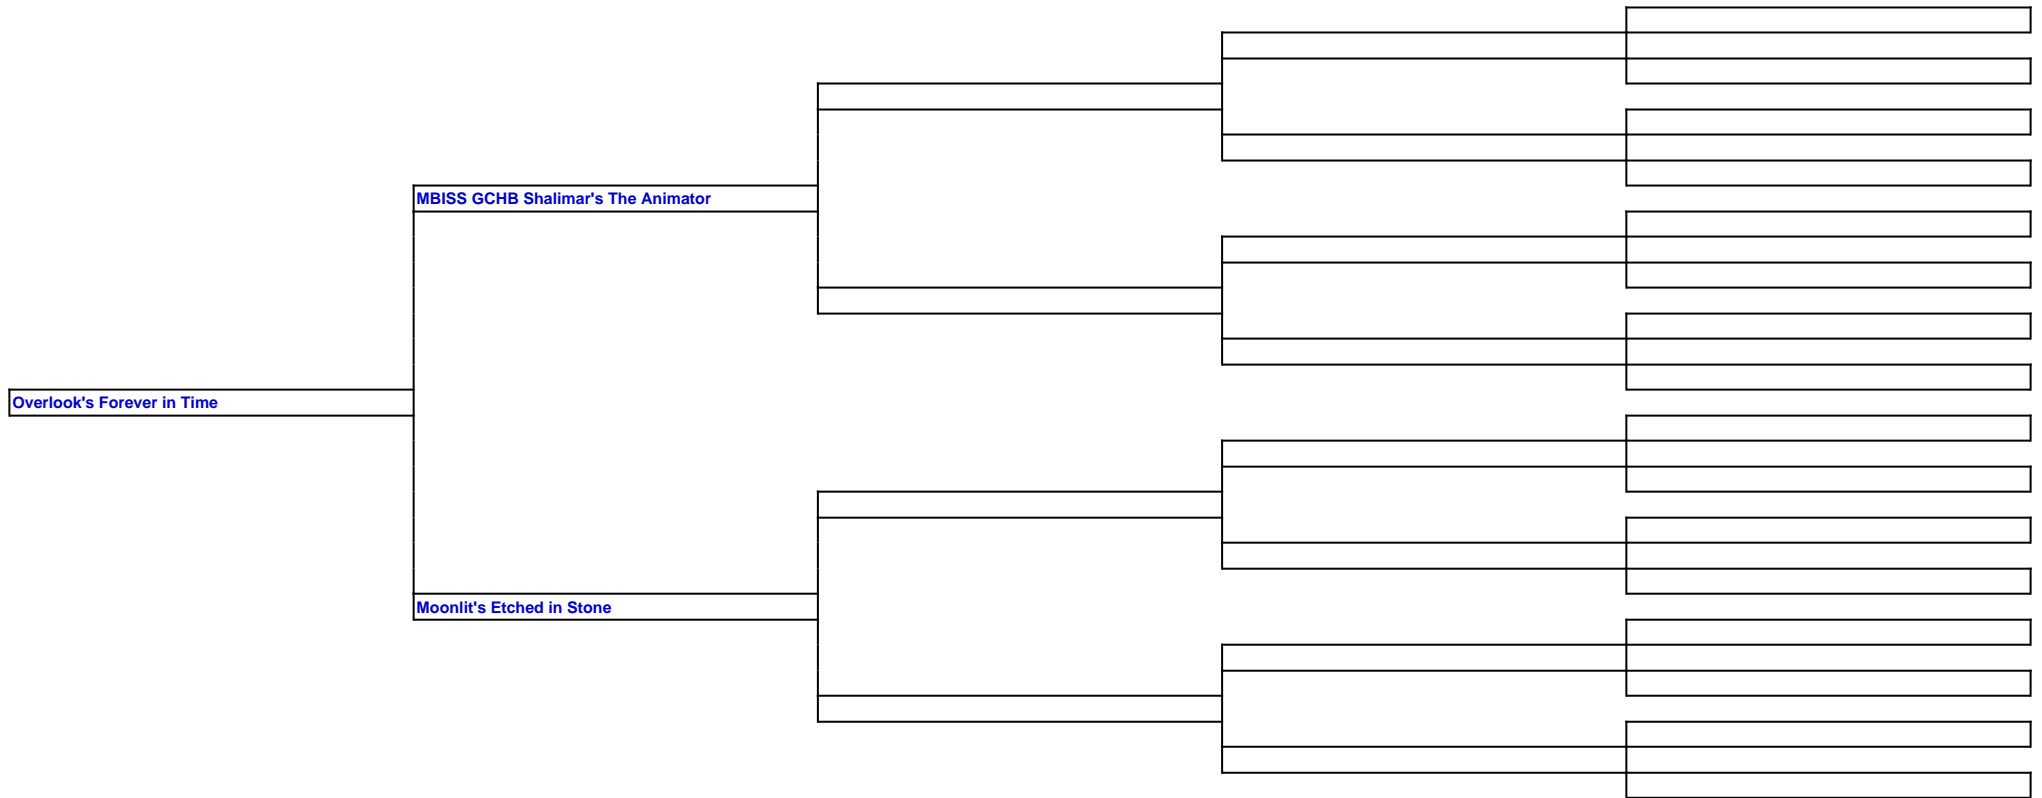 MBISS GCHB Shalimar's The Animator
Overlook's Forever in Time
Moonlit's Etched in Stone